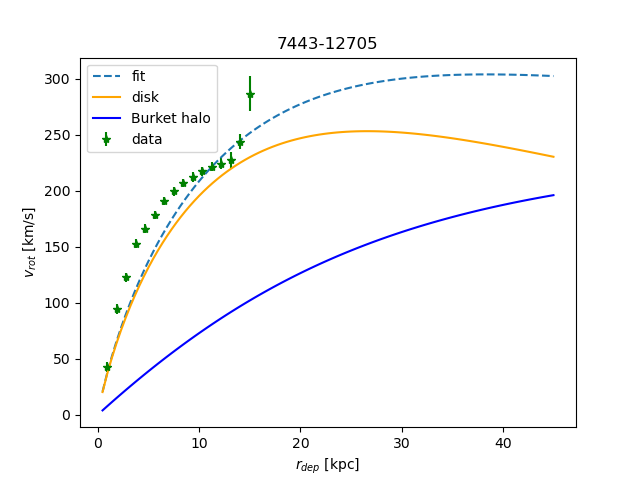 7443-12705
fit
disk
Burket halo
data
300
250
200
150
100
50
0
v_rot [km/s]
0 10 20 30 40
r_dep [kpc]